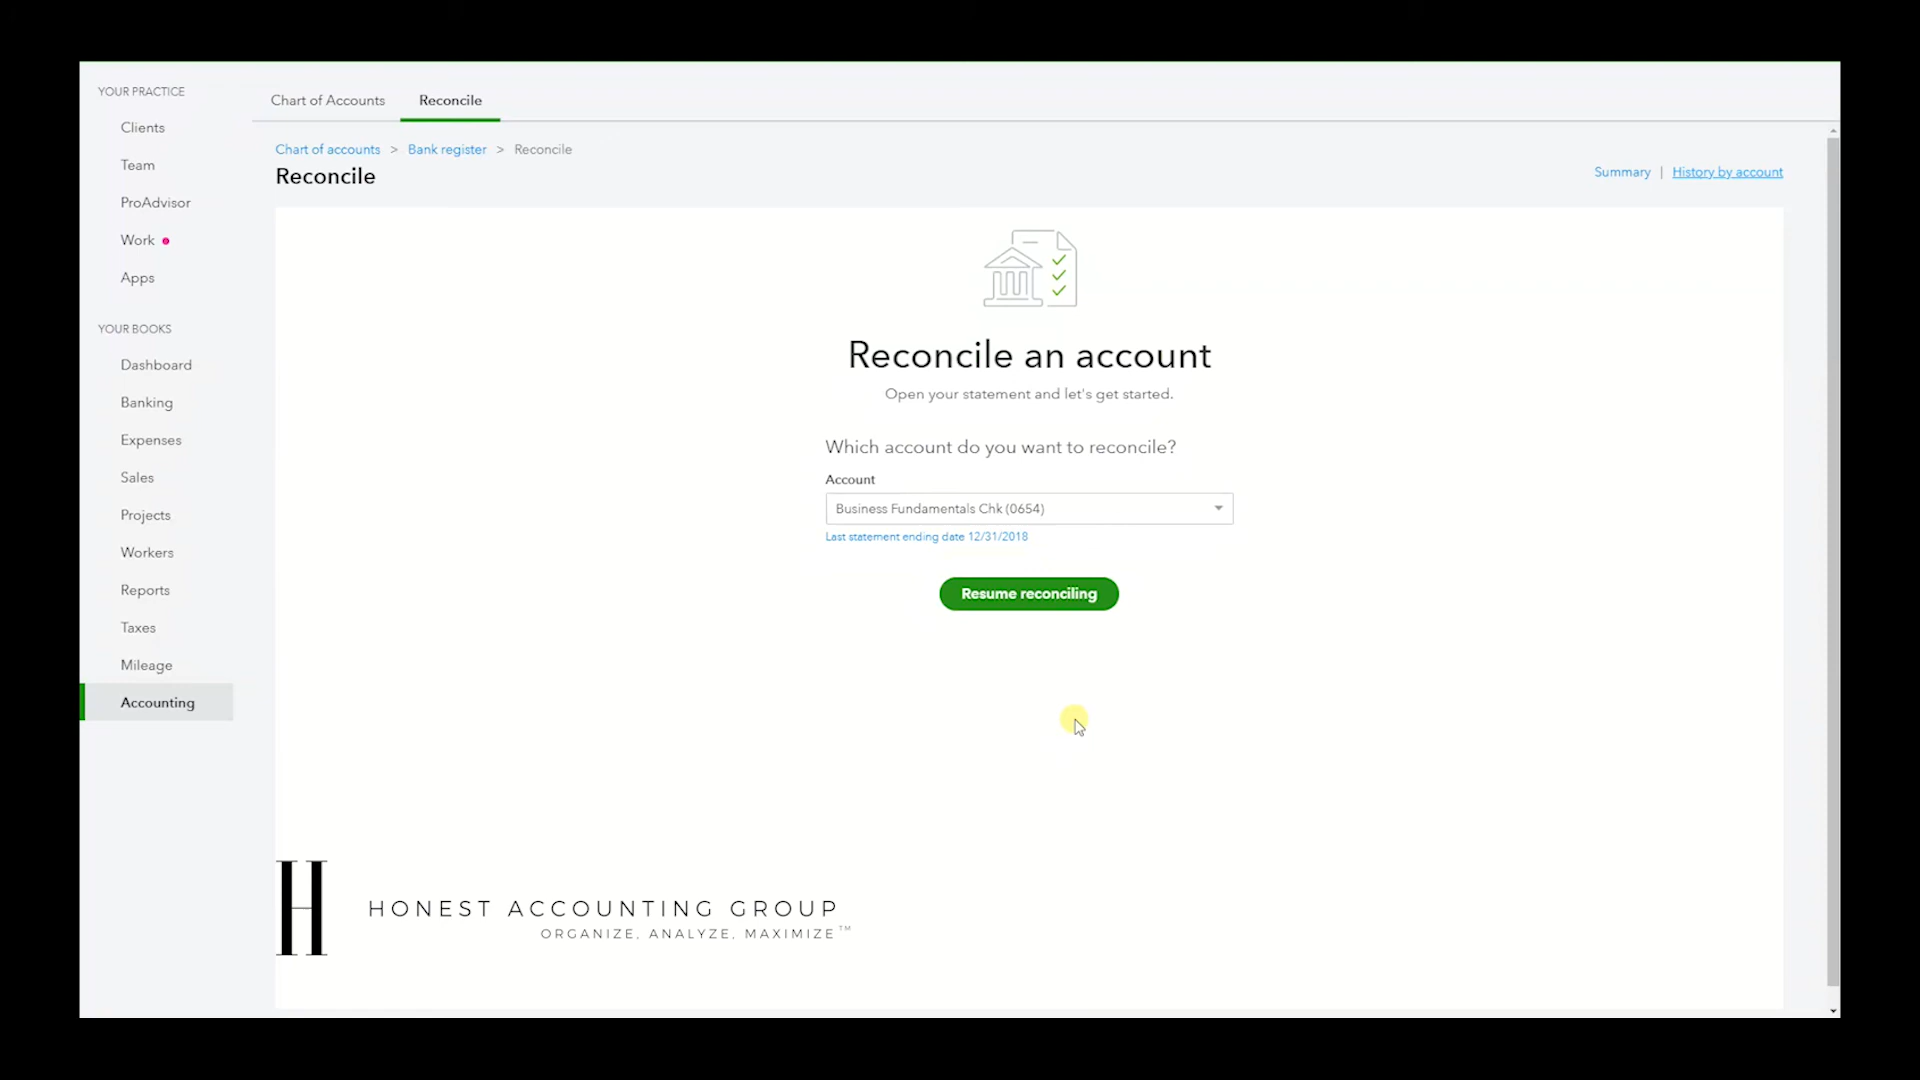 YOUR PRACTICE
Clients
Team
ProAdvisor
Work
Apps
YOUR BOOKS
Dashboard
Banking
Expenses
Sales
Projects
Workers
Reports
Taxes
Mileage
Accounting
Chart of Accounts Reconcile
Chart of accounts > Bank register > Reconcile
Reconcile
Summary | History by account
Reconcile an account
Open your statement and let's get started.
Which account do you want to reconcile?
Account
Business Fundamentals Chk (0654)
Last statement ending date 12/31/2018
Resume reconciling
H
HONEST ACCOUNTING GROUP
ORGANIZE, ANALYZE, MAXIMIZE™